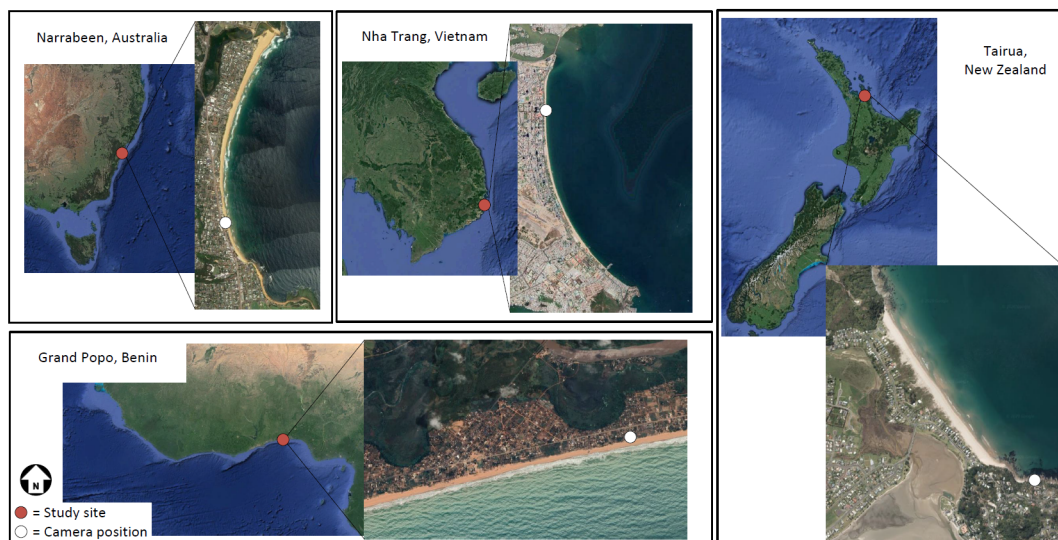 Narrabeen, Australia
Nha Trang, Vietnam
Tairua,
New Zealand
Grand Popo, Benin
N
= Study site
= Camera position